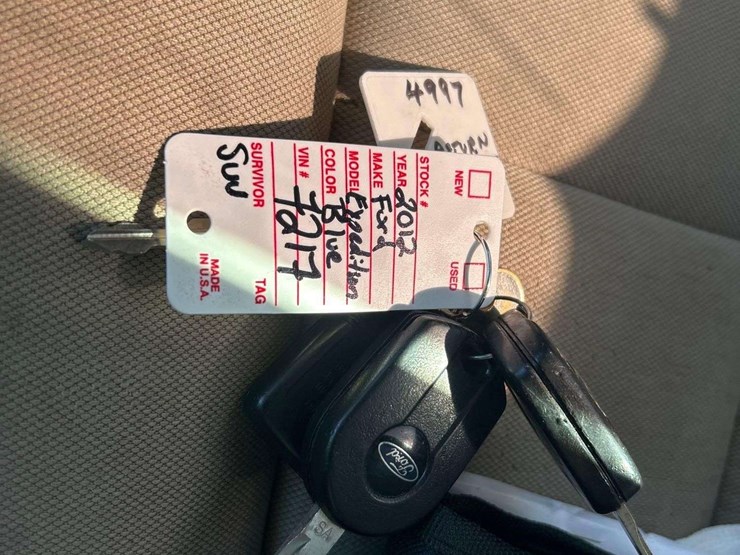 4997
RETURN
NEW
USED
STOCK #
YEAR 2012
MAKE Ford
MODEL Expedition
COLOR Blue
VIN # 7217
SURVIVOR TAG
MADE
IN U.S.A.
Ford
SA